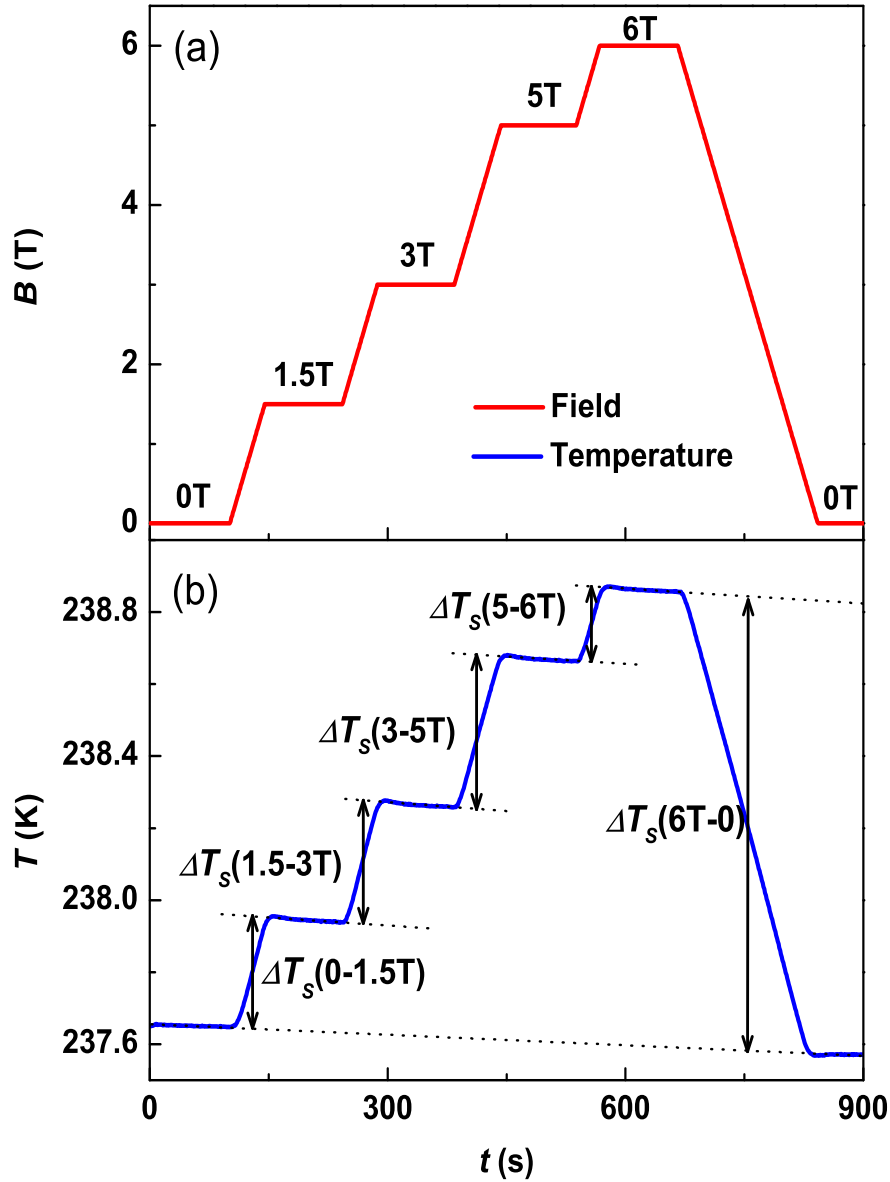 (a)
6
4
2
0
B (T)
0T
1.5T
3T
5T
6T
0T
Field
Temperature
(b)
238.8
238.4
238.0
237.6
T (K)
ΔTS(5-6T)
ΔTS(3-5T)
ΔTS(6T-0)
ΔTS(1.5-3T)
ΔTS(0-1.5T)
0
300
600
900
t (s)